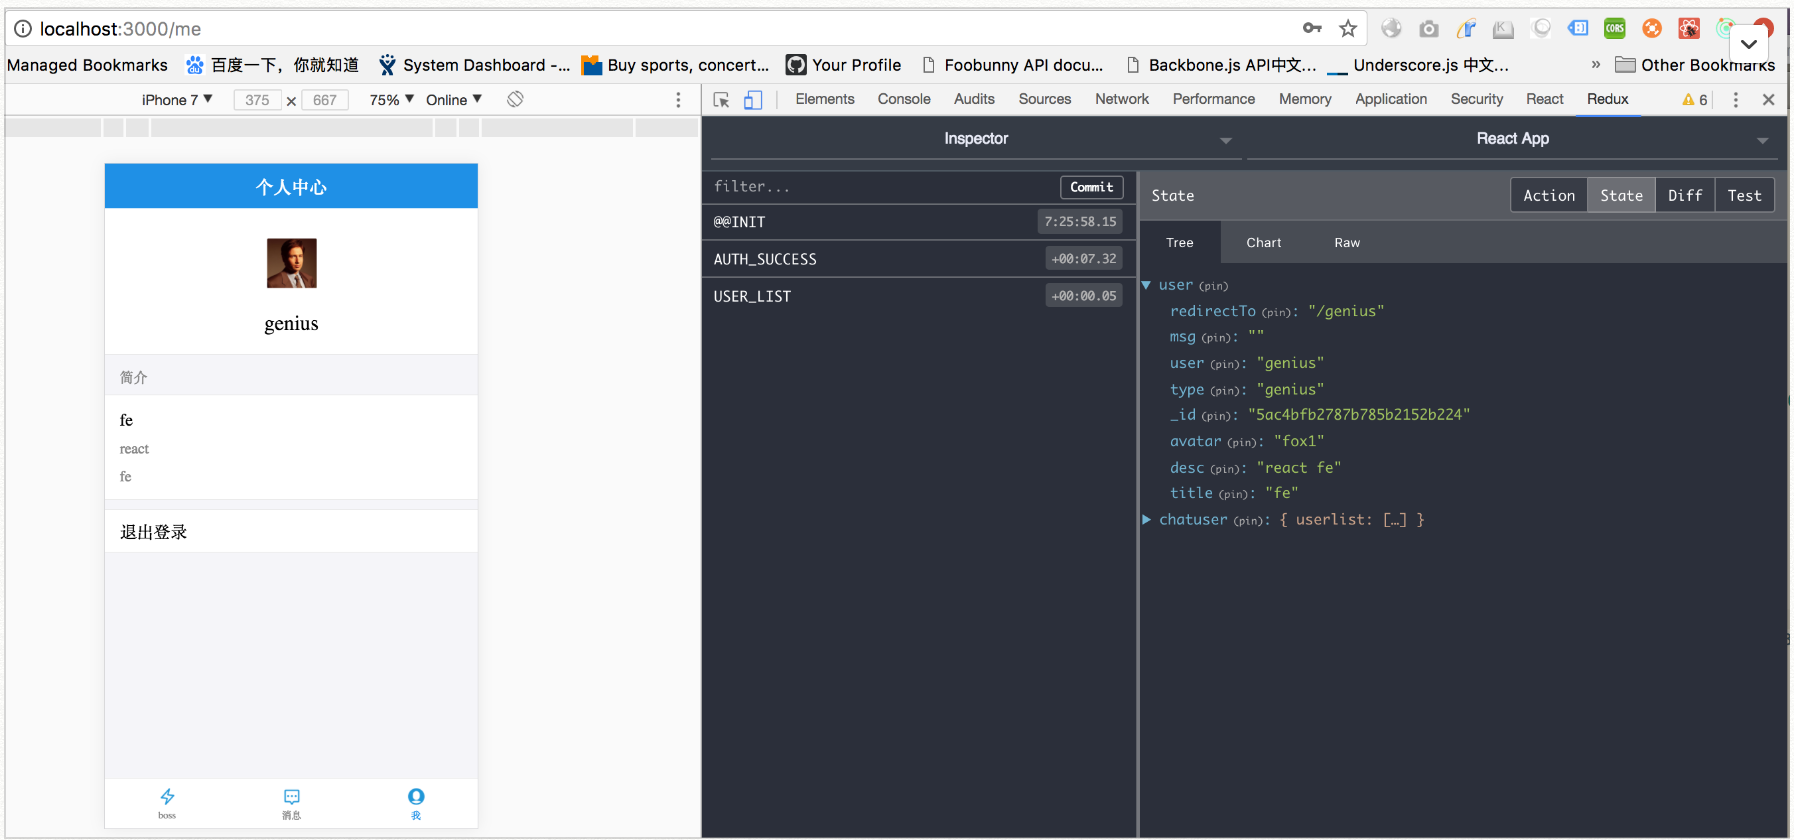 localhost:3000/me
Managed Bookmarks 百度一下，你就知道 System Dashboard -... Buy sports, concert... Your Profile Foobunny API docu... Backbone.js API中文... Underscore.js 中文... » Other Bookmarks
iPhone 7 ▼ 375 × 667 75% ▼ Online ▼
Elements Console Audits Sources Network Performance Memory Application Security React Redux 6
Inspector React App
个人中心
genius
简介
fe
react
fe
退出登录
boss 消息 我
filter... Commit
@@INIT 7:25:58.15
AUTH_SUCCESS +00:07.32
USER_LIST +00:00.05
State Action State Diff Test
Tree Chart Raw
▼ user (pin)
redirectTo (pin): "/genius"
msg (pin): ""
user (pin): "genius"
type (pin): "genius"
_id (pin): "5ac4bfb2787b785b2152b224"
avatar (pin): "fox1"
desc (pin): "react fe"
title (pin): "fe"
▶ chatuser (pin): { userlist: […] }